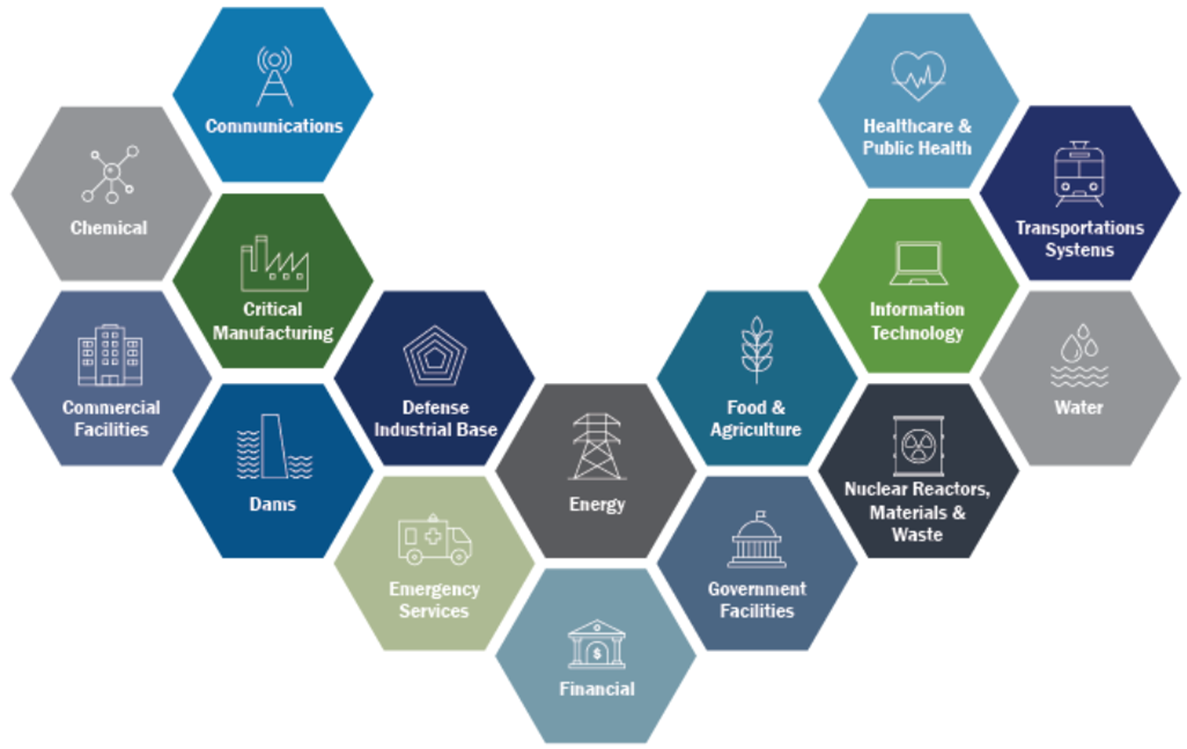 Communications
Healthcare &
Public Health
Chemical
Transportations
Systems
Critical
Manufacturing
Information
Technology
Commercial
Facilities
Defense
Industrial Base
Food &
Agriculture
Water
Dams
Energy
Nuclear Reactors,
Materials &
Waste
Emergency
Services
Government
Facilities
$
Financial